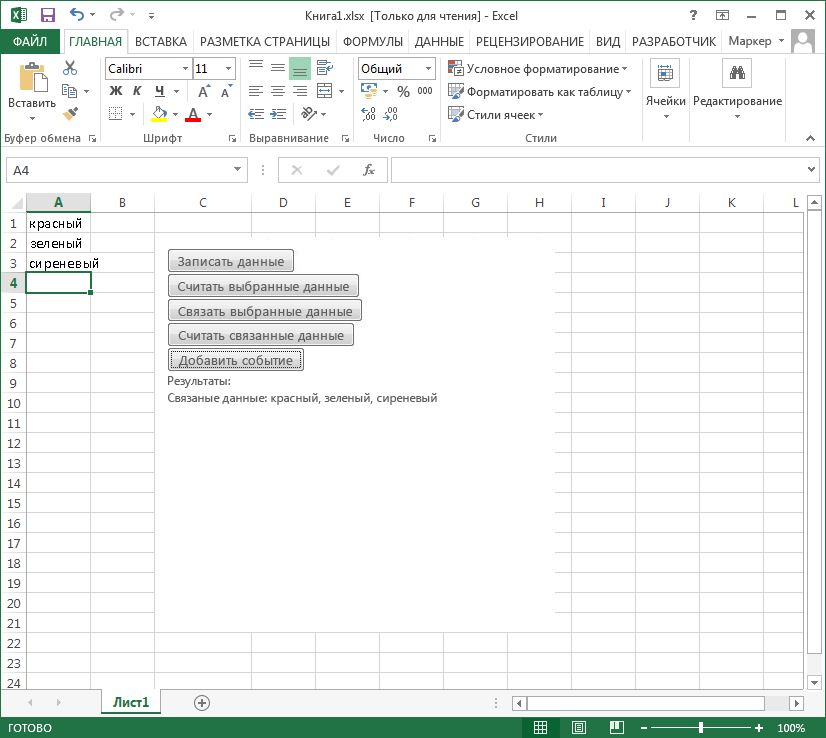 Книга1.xlsx [Только для чтения] - Excel
ФАЙЛ ГЛАВНАЯ ВСТАВКА РАЗМЕТКА СТРАНИЦЫ ФОРМУЛЫ ДАННЫЕ РЕЦЕНЗИРОВАНИЕ ВИД РАЗРАБОТЧИК Маркер
Вставить
Calibri 11
Ж К Ч
Общий
% 000
Условное форматирование
Форматировать как таблицу
Стили ячеек
Ячейки
Редактирование
Буфер обмена Шрифт Выравнивание Число Стили
A4 fx
A B C D E F G H I J K L
1 красный
2 зеленый
3 сиреневый
4
5
6
7
8
9
10
11
12
13
14
15
16
17
18
19
20
21
22
23
24
Записать данные
Считать выбранные данные
Связать выбранные данные
Считать связанные данные
Добавить событие
Результаты:
Связаные данные: красный, зеленый, сиреневый
Лист1
ГОТОВО 100%